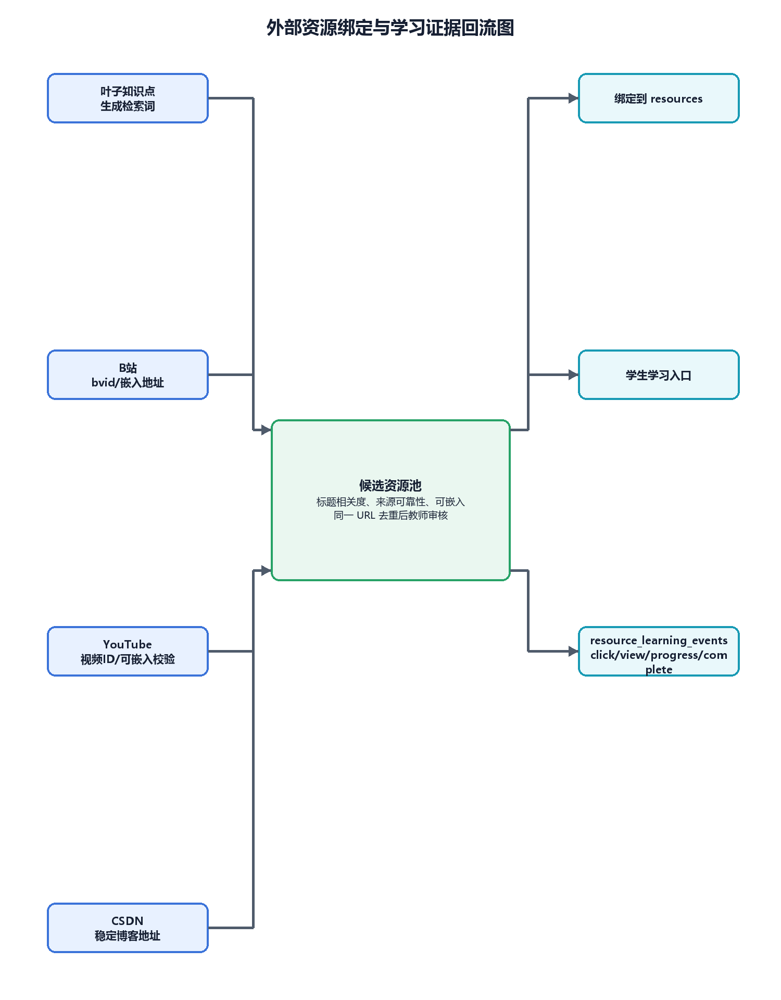 外部资源绑定与学习证据回流图
叶子知识点
生成检索词
B站
bvid/嵌入地址
YouTube
视频ID/可嵌入校验
CSDN
稳定博客地址
候选资源池
标题相关度、来源可靠性、可嵌入
同一 URL 去重后教师审核
绑定到 resources
学生学习入口
resource_learning_events
click/view/progress/com
plete